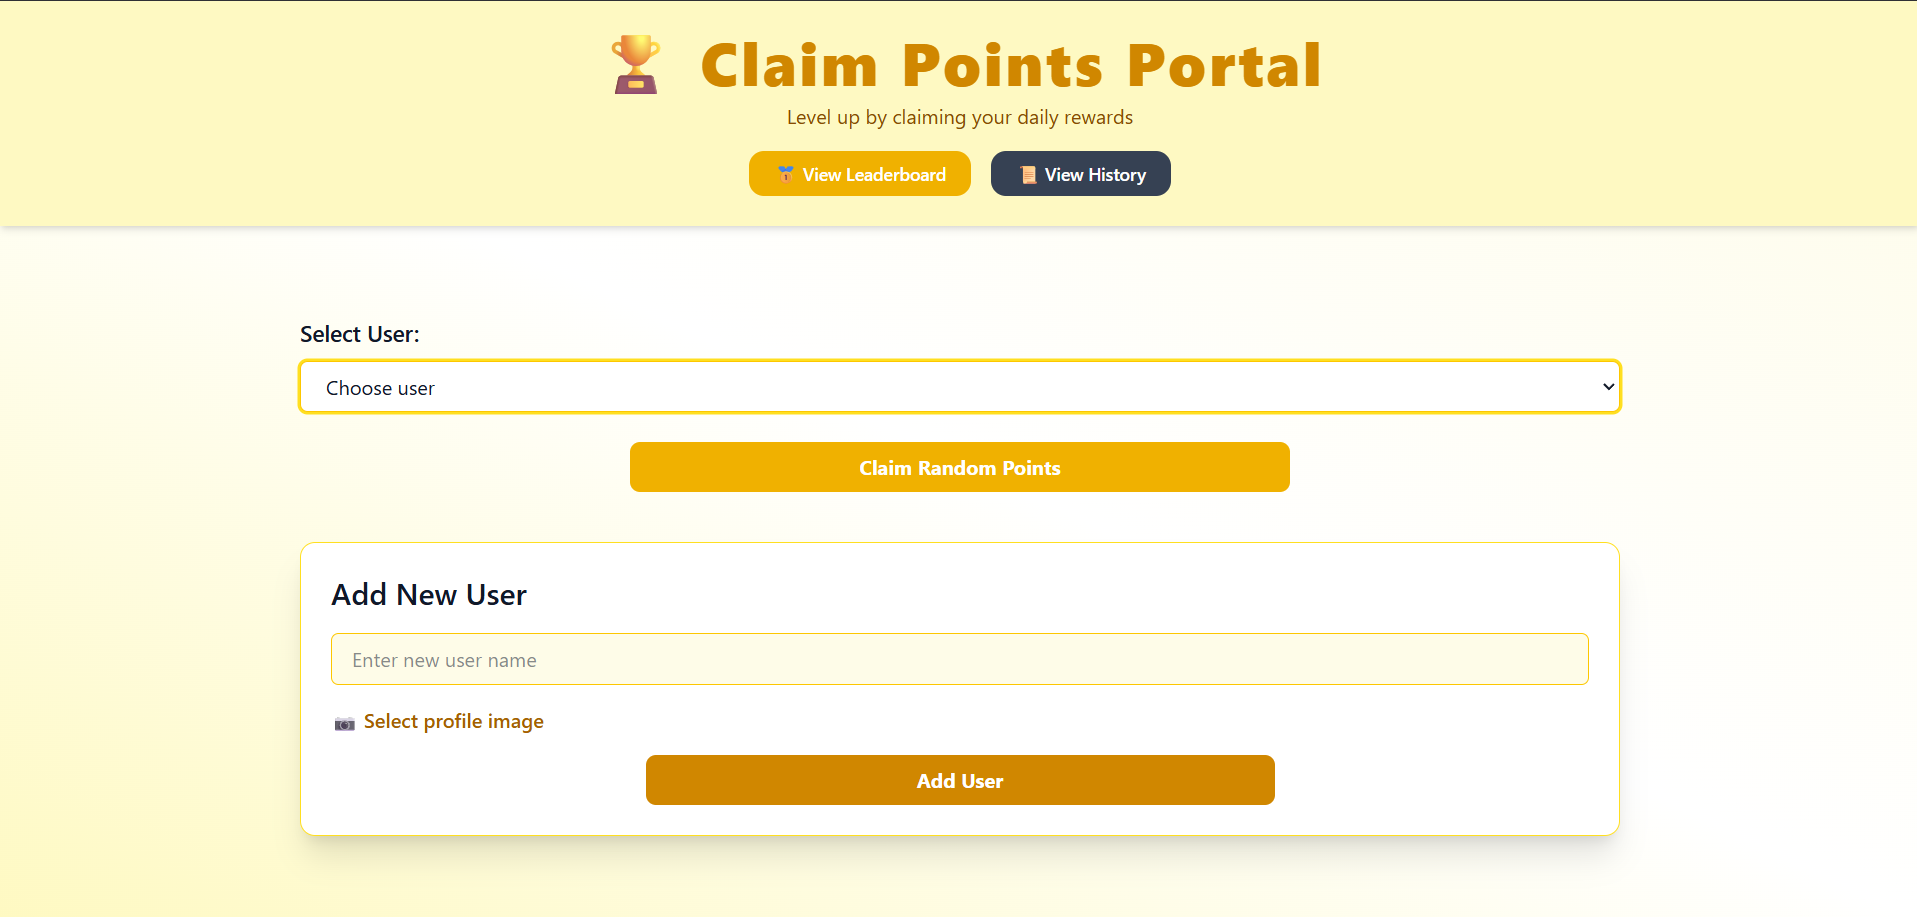 Claim Points Portal
Level up by claiming your daily rewards
View Leaderboard
View History
Select User:
Choose user
Claim Random Points
Add New User
Enter new user name
Select profile image
Add User